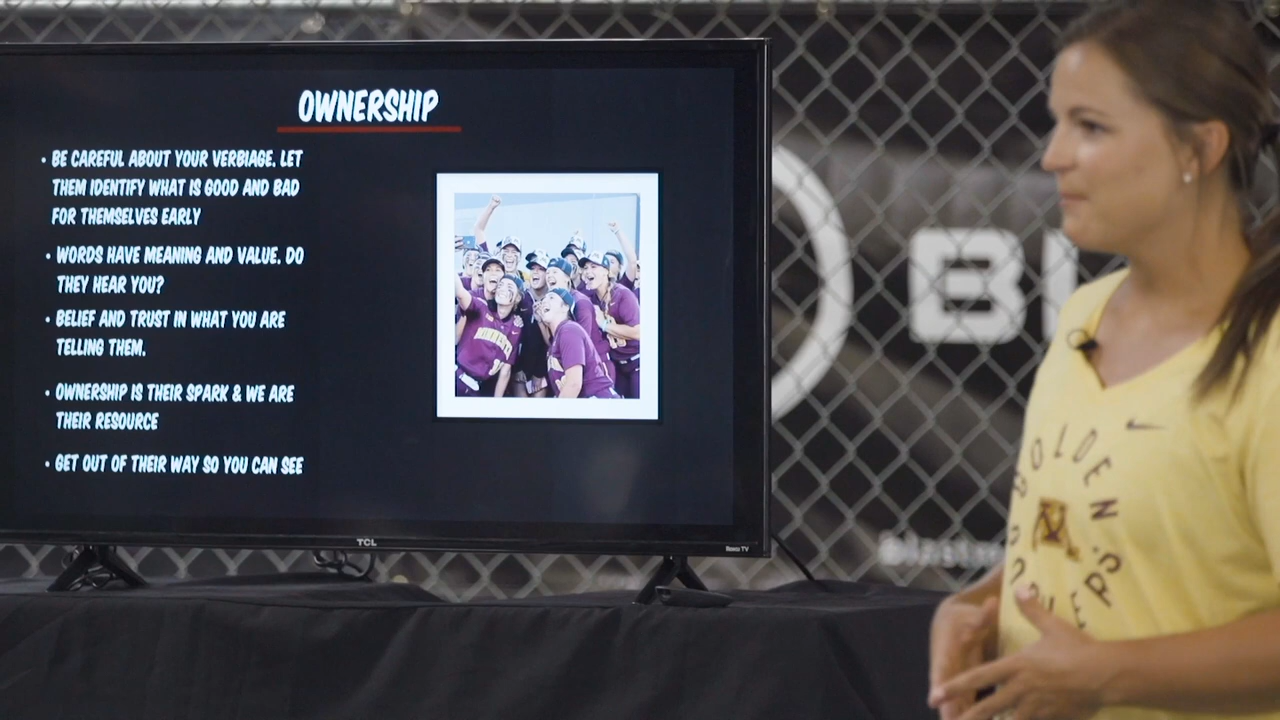 OWNERSHIP
• BE CAREFUL ABOUT YOUR VERBIAGE. LET
THEM IDENTIFY WHAT IS GOOD AND BAD
FOR THEMSELVES EARLY
• WORDS HAVE MEANING AND VALUE. DO
THEY HEAR YOU?
• BELIEF AND TRUST IN WHAT YOU ARE
TELLING THEM.
• OWNERSHIP IS THEIR SPARK & WE ARE
THEIR RESOURCE
• GET OUT OF THEIR WAY SO YOU CAN SEE
TCL
Roku TV
GOLDEN
GOPHERS
M